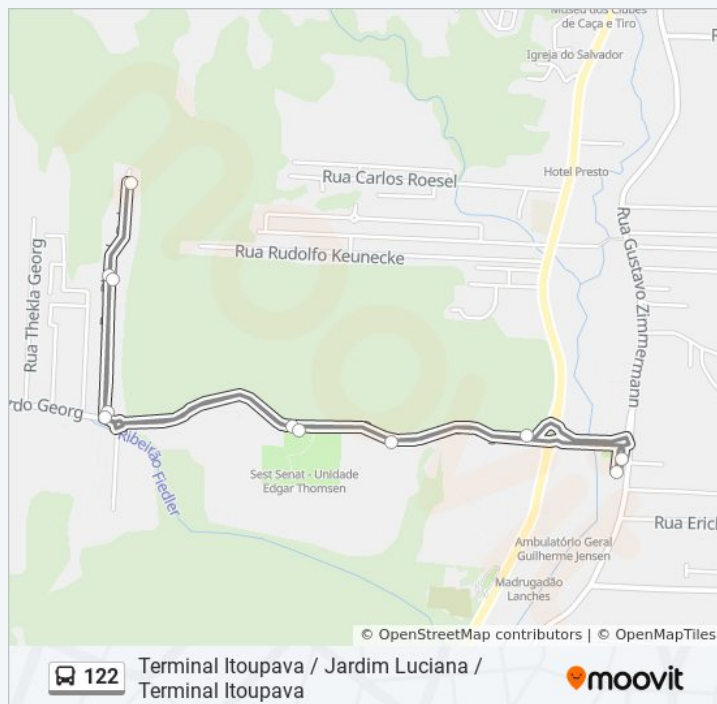 Museu dos Clubes
de Caça e Tiro
Igreja do Salvador
Hotel Presto
Rua Carlos Roesel
Rua Gustavo Zimmermann
Rua Rudolfo Keunecke
Rua Thekla Georg
rdo Georg
Ribeirão Fiedler
Sest Senat - Unidade
Edgar Thomsen
Rua Erich
Ambulatório Geral
Guilherme Jensen
Madrugadão
Lanches
© OpenStreetMap contributors | © OpenMapTiles
122
Terminal Itoupava / Jardim Luciana /
Terminal Itoupava
moovit